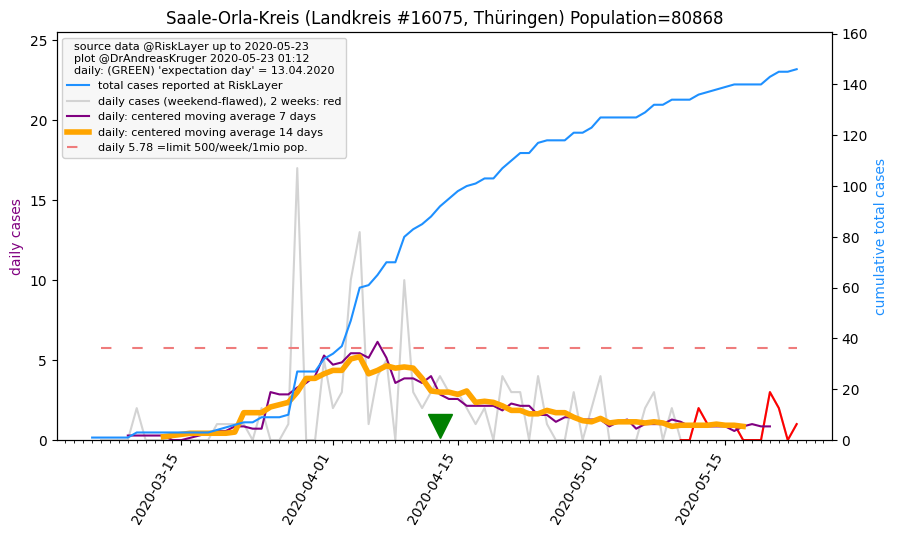 Saale-Orla-Kreis (Landkreis #16075, Thüringen) Population=80868
source data @RiskLayer up to 2020-05-23
plot @DrAndreasKruger 2020-05-23 01:12
daily: (GREEN) 'expectation day' = 13.04.2020
total cases reported at RiskLayer
daily cases (weekend-flawed), 2 weeks: red
daily: centered moving average 7 days
daily: centered moving average 14 days
daily 5.78 =limit 500/week/1mio pop.
daily cases
25
20
15
10
5
0
cumulative total cases
160
140
120
100
80
60
40
20
0
2020-03-15
2020-04-01
2020-04-15
2020-05-01
2020-05-15